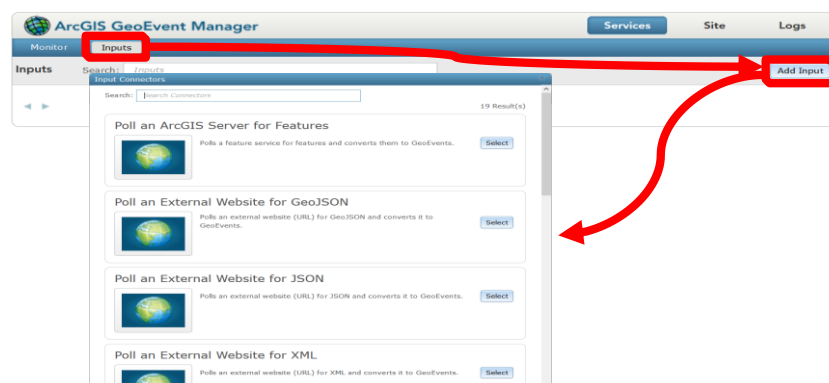 ArcGIS GeoEvent Manager
Services Site Logs
Monitor Inputs
Inputs Search: Inputs
Add Input
Input Connectors
Search: Search Connectors
19 Result(s)
Poll an ArcGIS Server for Features
Polls a feature service for features and converts them to GeoEvents.
Select
Poll an External Website for GeoJSON
Polls an external website (URL) for GeoJSON and converts it to
GeoEvents.
Select
Poll an External Website for JSON
Polls an external website (URL) for JSON and converts it to GeoEvents.
Select
Poll an External Website for XML
Polls an external website (URL) for XML and converts it to GeoEvents.
Select